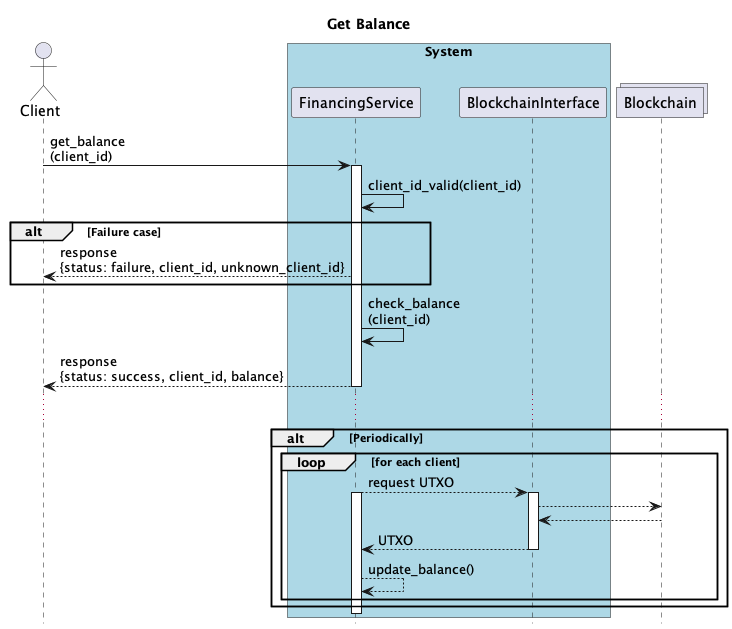 Get Balance
System
Client
FinancingService
BlockchainInterface
Blockchain
get_balance
(client_id)
client_id_valid(client_id)
alt
[Failure case]
response
{status: failure, client_id, unknown_client_id}
check_balance
(client_id)
response
{status: success, client_id, balance}
alt
[Periodically]
loop
[for each client]
request UTXO
UTXO
update_balance()